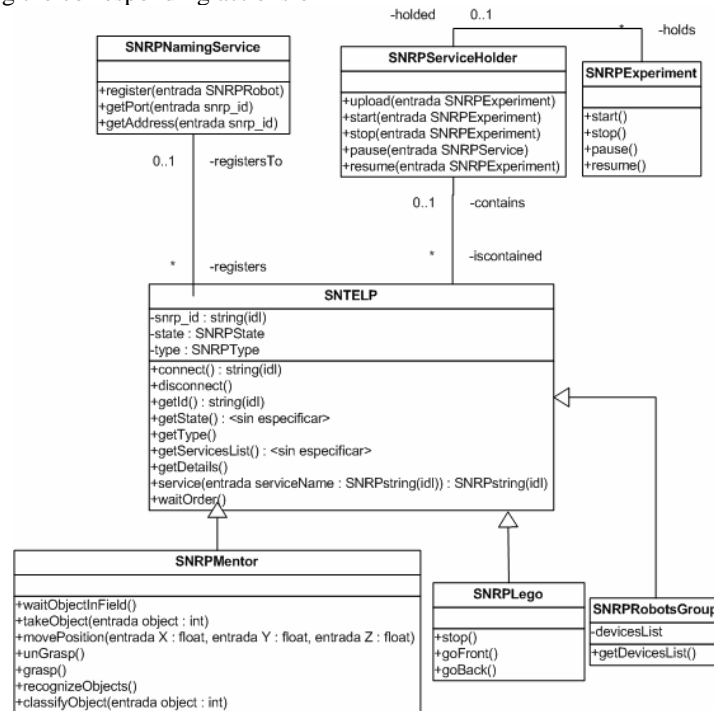 -holded 0..1
* -holds
SNRPNamingService
+register(entrada SNRPRobot)
+getPort(entrada snrp_id)
+getAddress(entrada snrp_id)
SNRPServiceHolder
+upload(entrada SNRPExperiment)
+start(entrada SNRPExperiment)
+stop(entrada SNRPExperiment)
+pause(entrada SNRPService)
+resume(entrada SNRPExperiment)
SNRPExperiment
+start()
+stop()
+pause()
+resume()
0..1 -registersTo
* -registers
0..1 -contains
* -iscontained
SNTELP
-snrp_id : string(idl)
-state : SNRPState
-type : SNRPType
+connect() : string(idl)
+disconnect()
+getId() : string(idl)
+getState() : <sin especificar>
+getType()
+getServicesList() : <sin especificar>
+getDetails()
+service(entrada serviceName : SNRPstring(idl)) : SNRPstring(idl)
+waitOrder()
SNRPMentor
+waitObjectInField()
+takeObject(entrada object : int)
+movePosition(entrada X : float, entrada Y : float, entrada Z : float)
+unGrasp()
+grasp()
+recognizeObjects()
+classifyObject(entrada object : int)
SNRPLego
+stop()
+goFront()
+goBack()
SNRPRobotsGroup
-devicesList
+getDevicesList()